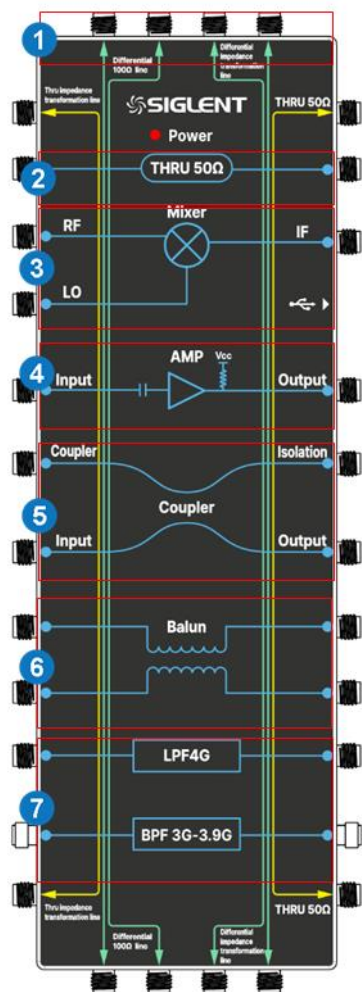 1
Differential
100Ω line
Differential
impedance
transformation
line
Thru impedance
transformation line
SIGLENT
THRU 50Ω
Power
2
THRU 50Ω
Mixer
RF
IF
3
LO
AMP
Vcc
4
Input
Output
Coupler
Isolation
5
Coupler
Input
Output
Balun
6
LPF4G
7
BPF 3G-3.9G
Thru impedance
transformation line
Differential
100Ω line
Differential
impedance
transformation
line
THRU 50Ω